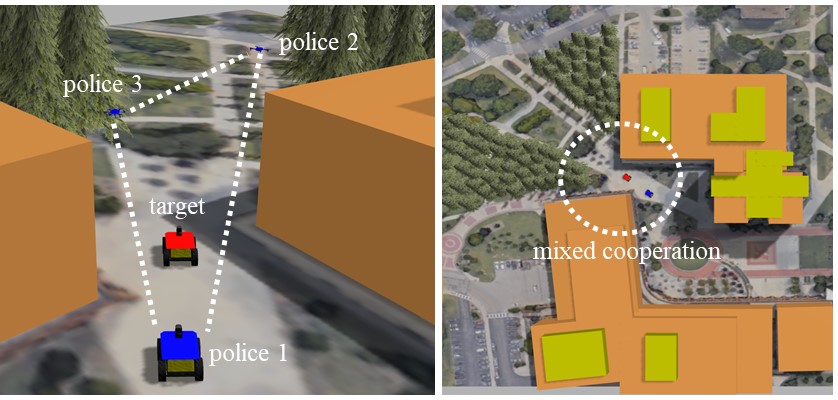 police 2
police 3
target
police 1
mixed cooperation